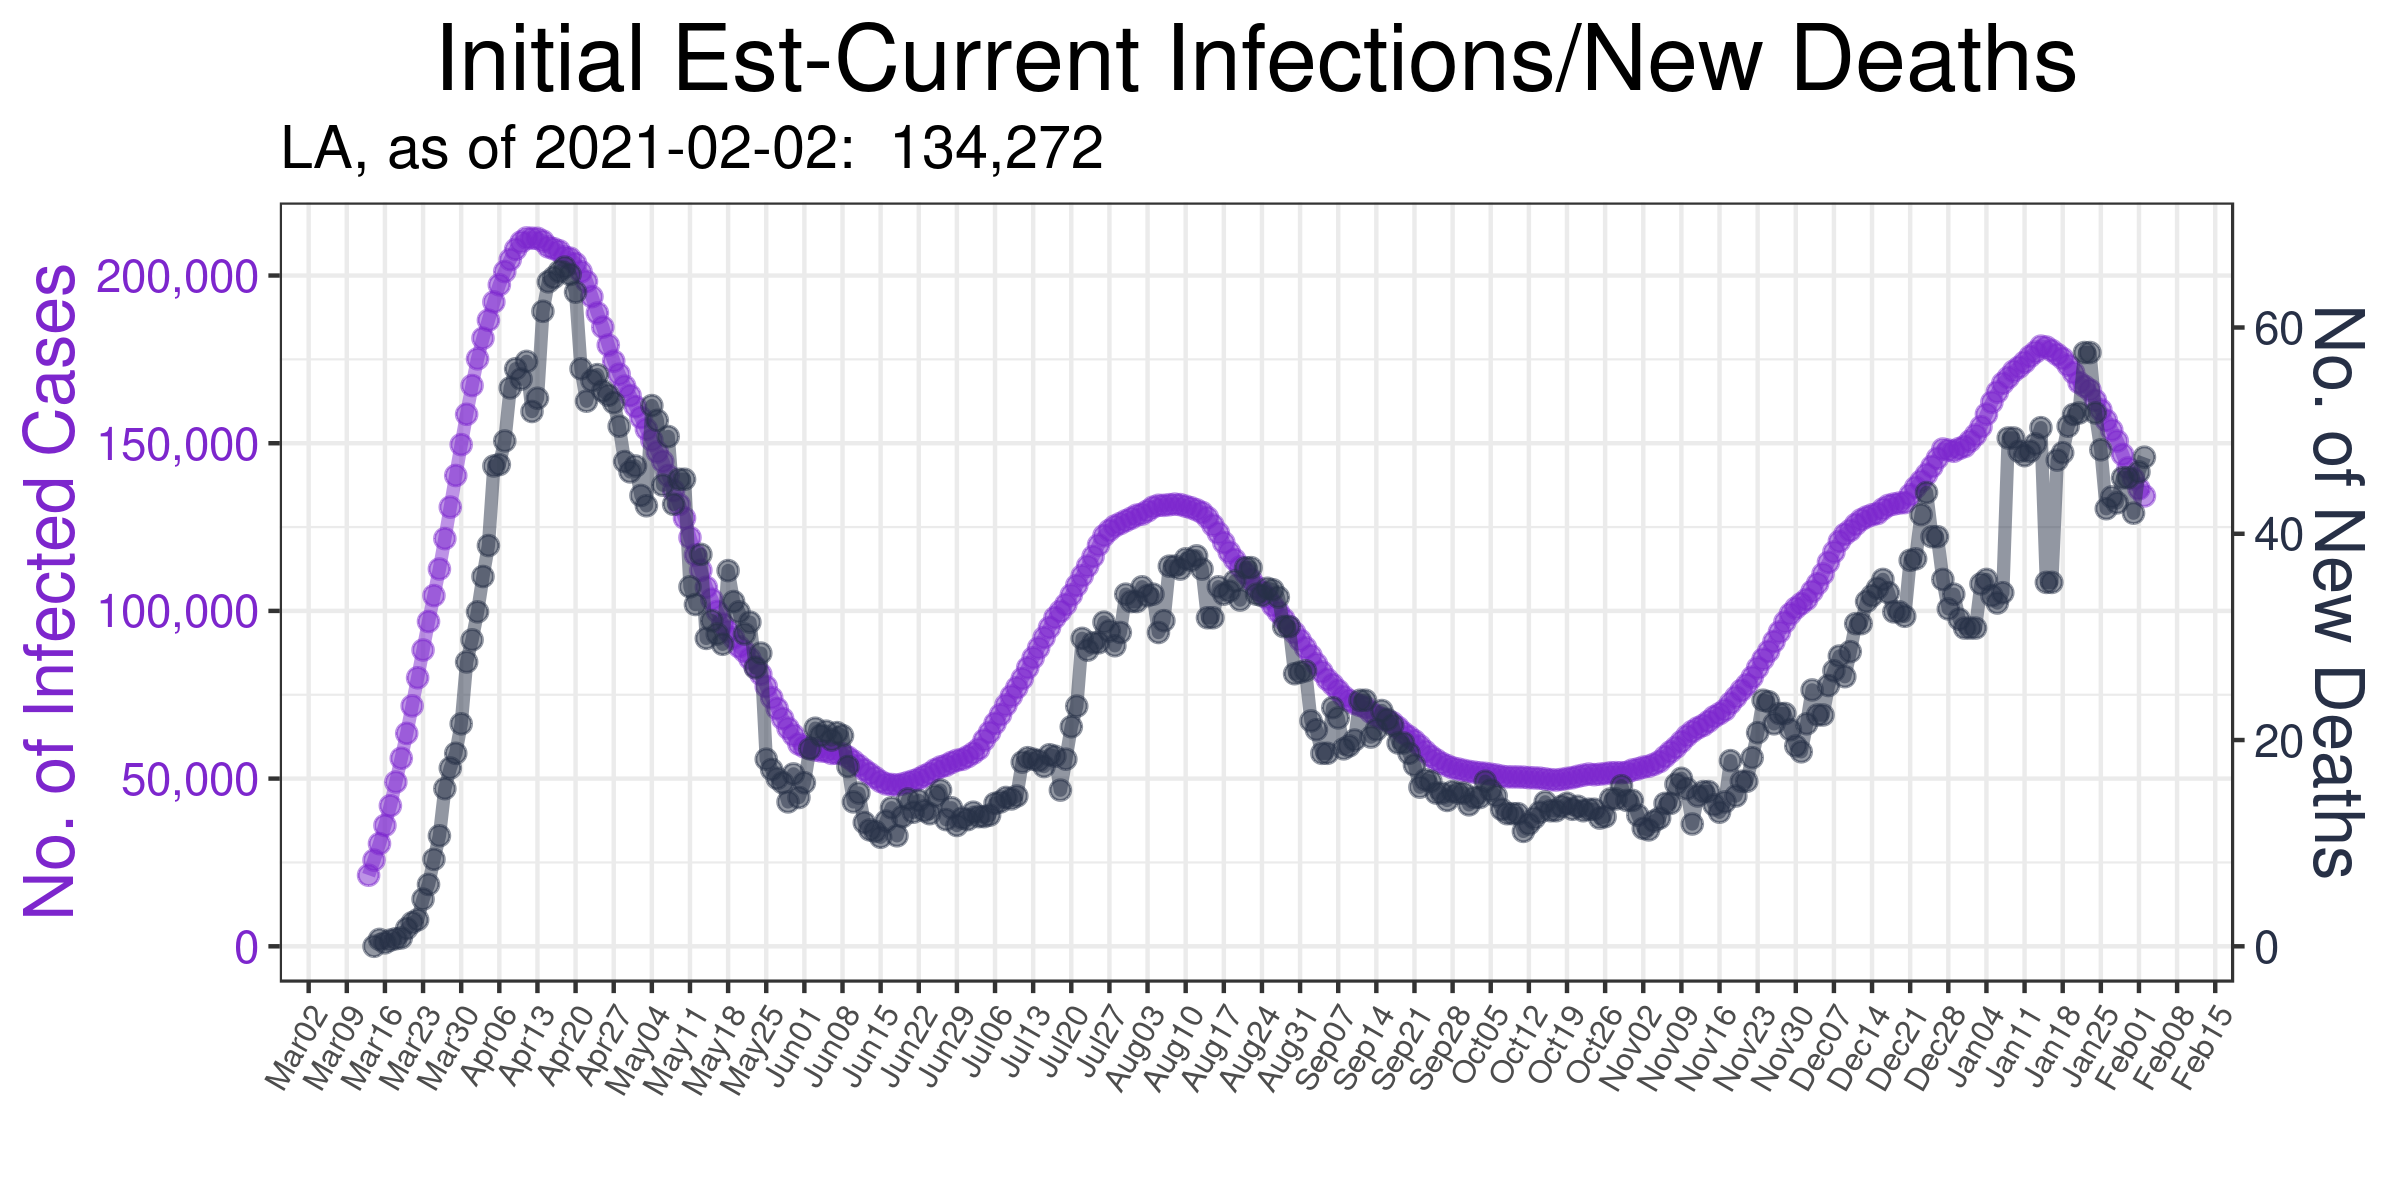 Initial Est-Current Infections/New Deaths
LA, as of 2021-02-02: 134,272
No. of Infected Cases
200,000
150,000
100,000
50,000
0
60
40
20
0
No. of New Deaths
Mar02
Mar09
Mar16
Mar23
Mar30
Apr06
Apr13
Apr20
Apr27
May04
May11
May18
May25
Jun01
Jun08
Jun15
Jun22
Jun29
Jul06
Jul13
Jul20
Jul27
Aug03
Aug10
Aug17
Aug24
Aug31
Sep07
Sep14
Sep21
Sep28
Oct05
Oct12
Oct19
Oct26
Nov02
Nov09
Nov16
Nov23
Nov30
Dec07
Dec14
Dec21
Dec28
Jan04
Jan11
Jan18
Jan25
Feb01
Feb08
Feb15